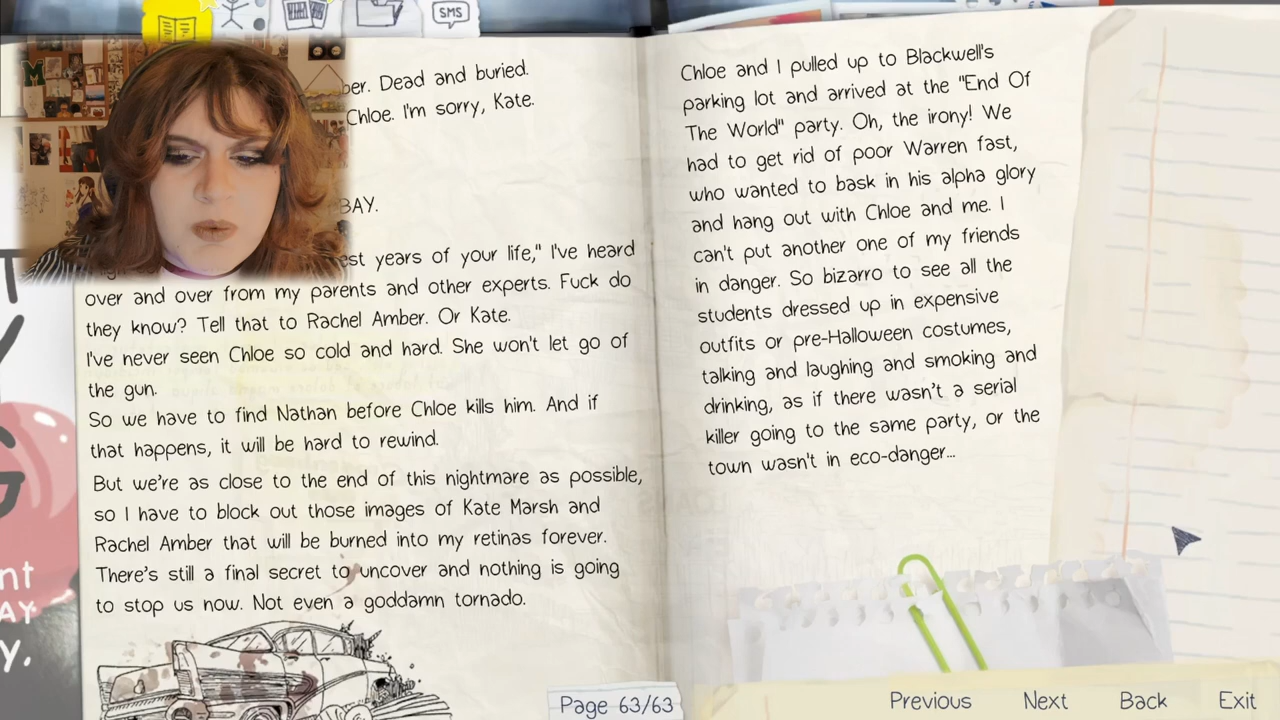 SMS
ber. Dead and buried.
Chloe. I'm sorry, Kate.
BAY.
est years of your life," I've heard
over and over from my parents and other experts. Fuck do
they know? Tell that to Rachel Amber. Or Kate.
I've never seen Chloe so cold and hard. She won't let go of
the gun.
So we have to find Nathan before Chloe kills him. And if
that happens, it will be hard to rewind.
But we're as close to the end of this nightmare as possible,
so I have to block out those images of Kate Marsh and
Rachel Amber that will be burned into my retinas forever.
There's still a final secret to uncover and nothing is going
to stop us now. Not even a goddamn tornado.
Chloe and I pulled up to Blackwell's
parking lot and arrived at the "End Of
The World" party. Oh, the irony! We
had to get rid of poor Warren fast,
who wanted to bask in his alpha glory
and hang out with Chloe and me. I
can't put another one of my friends
in danger. So bizarro to see all the
students dressed up in expensive
outfits or pre-Halloween costumes,
talking and laughing and smoking and
drinking, as if there wasn't a serial
killer going to the same party, or the
town wasn't in eco-danger...
Page 63/63
Previous Next Back Exit